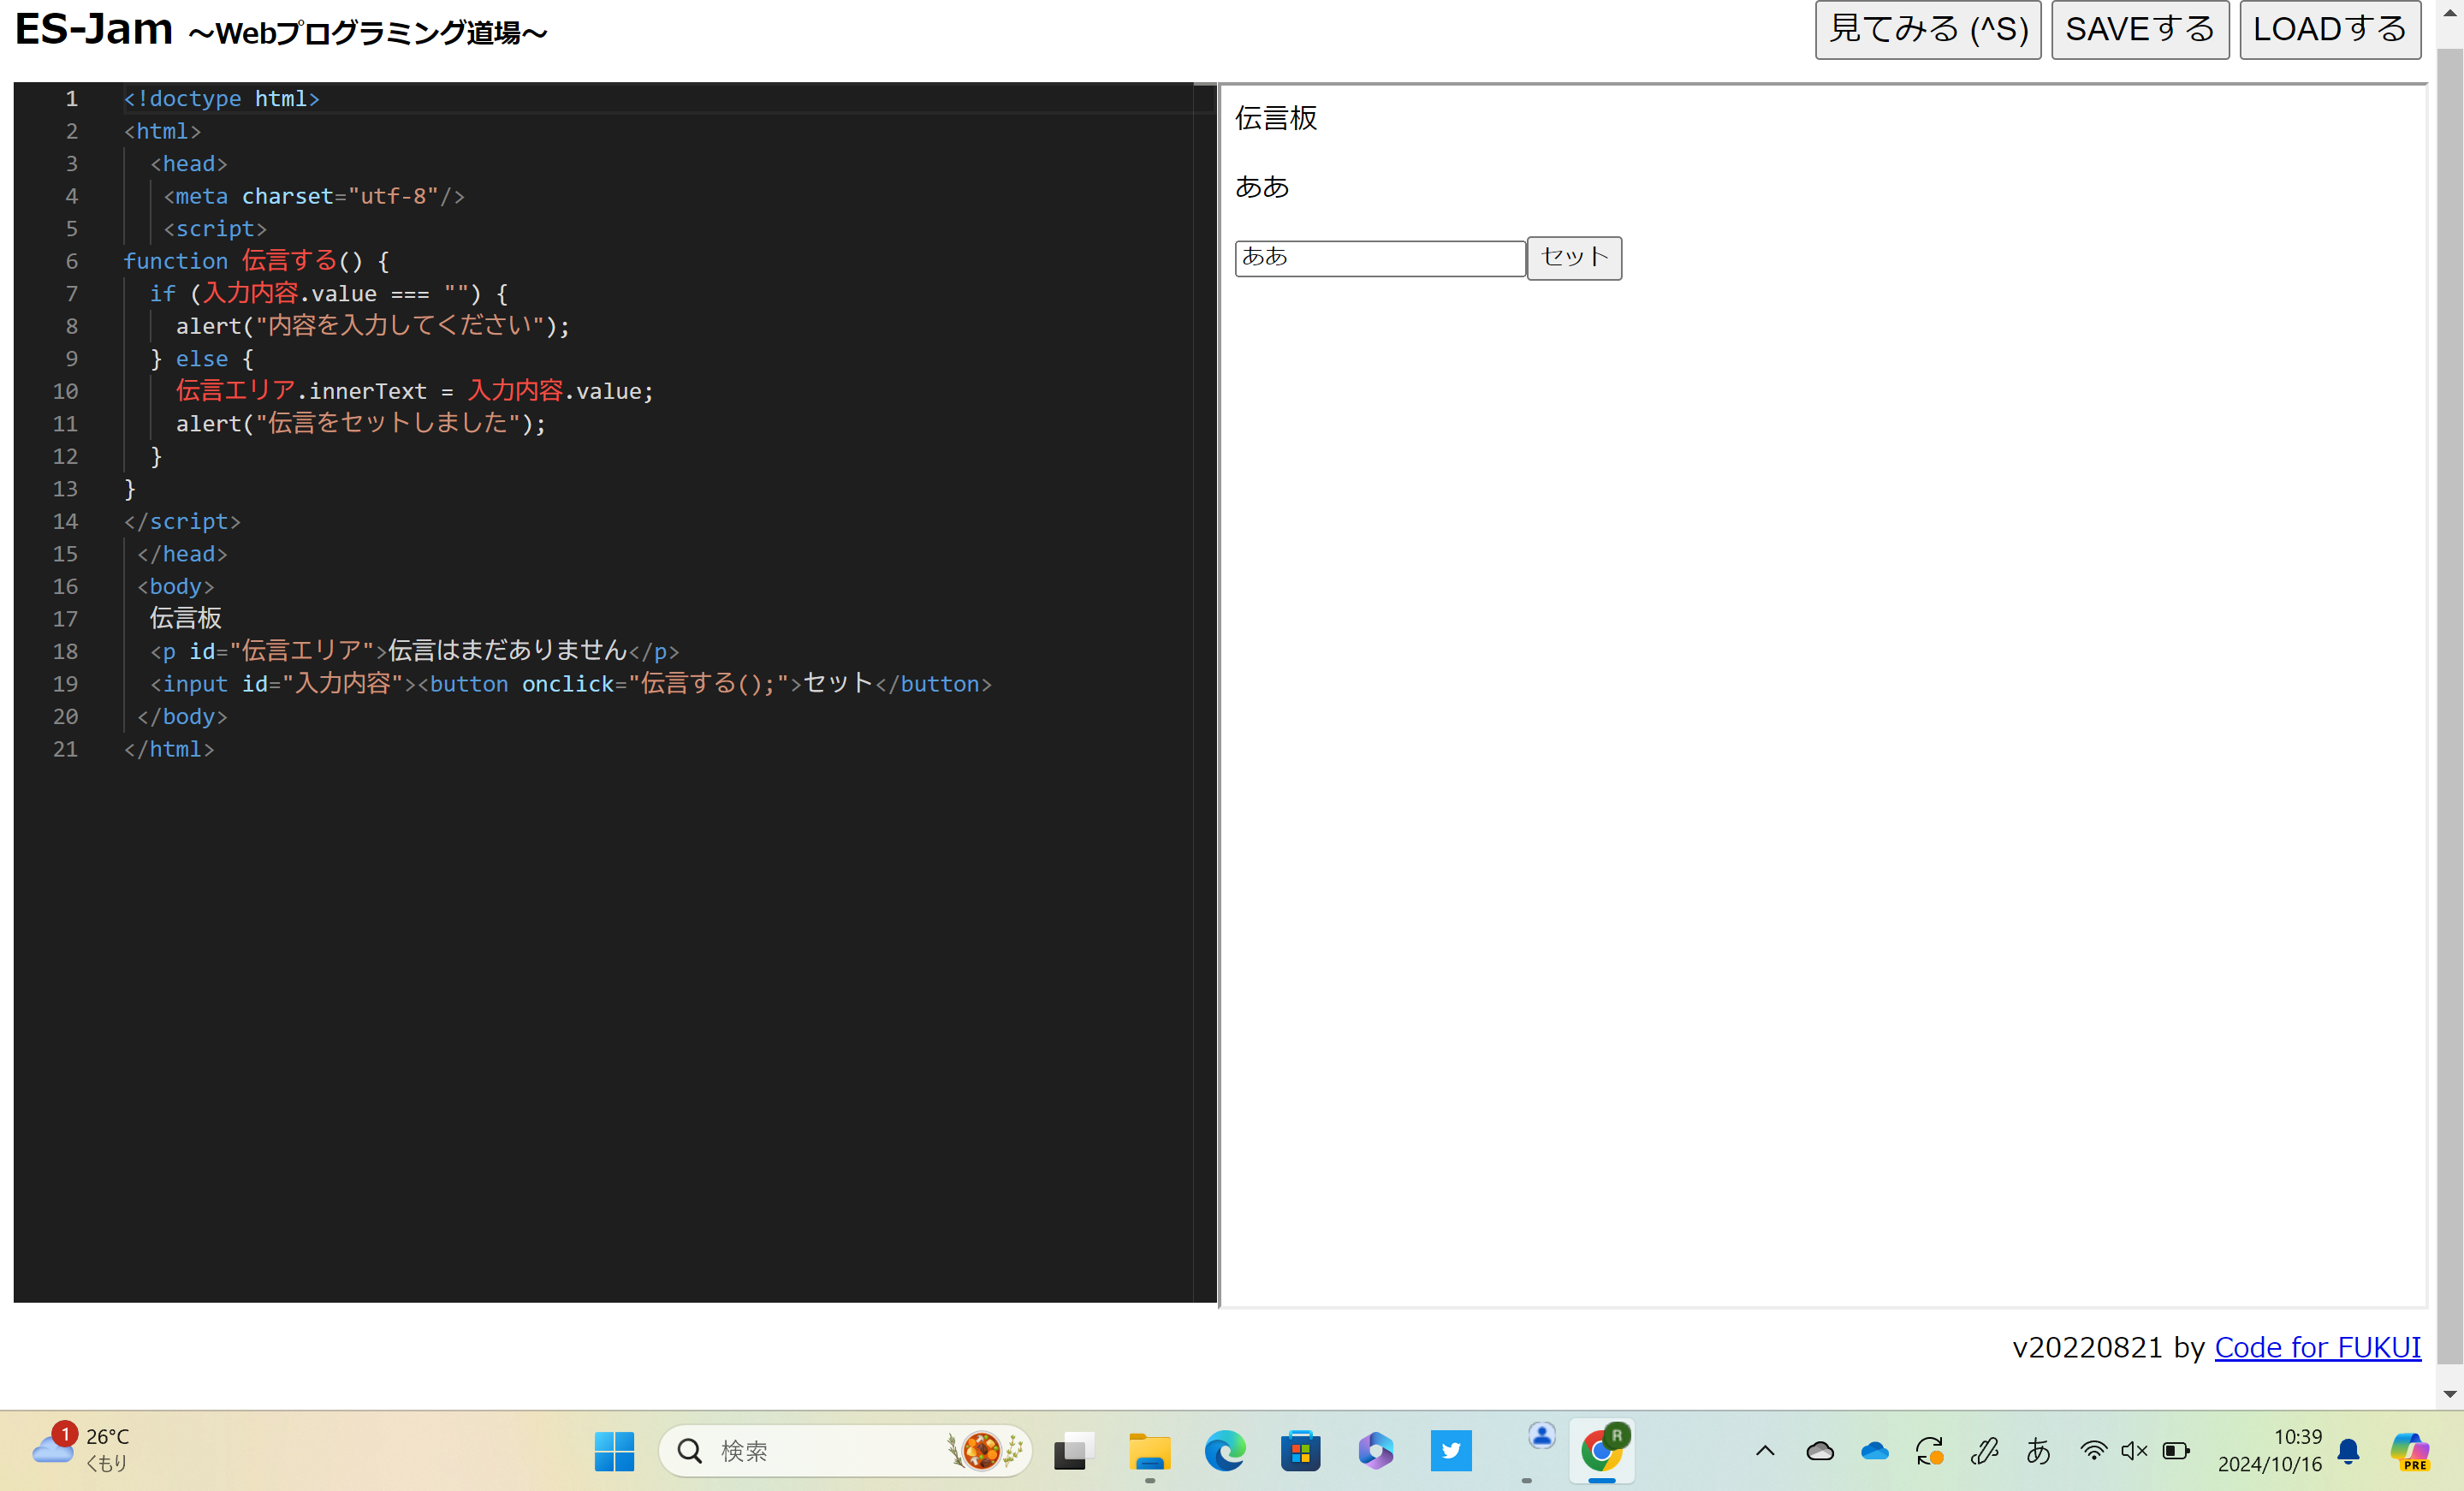 ES-Jam ～Webプログラミング道場～
見てみる (^S) SAVEする LOADする
1 <!doctype html>
2 <html>
3 <head>
4 <meta charset="utf-8"/>
5 <script>
6 function 伝言する() {
7 if (入力内容.value === "") {
8 alert("内容を入力してください");
9 } else {
10 伝言エリア.innerText = 入力内容.value;
11 alert("伝言をセットしました");
12 }
13 }
14 </script>
15 </head>
16 <body>
17 伝言板
18 <p id="伝言エリア">伝言はまだありません</p>
19 <input id="入力内容"><button onclick="伝言する();">セット</button>
20 </body>
21 </html>
伝言板
ああ
ああ セット
v20220821 by Code for FUKUI
1
26°C
くもり
検索
R
あ
10:39
2024/10/16
PRE